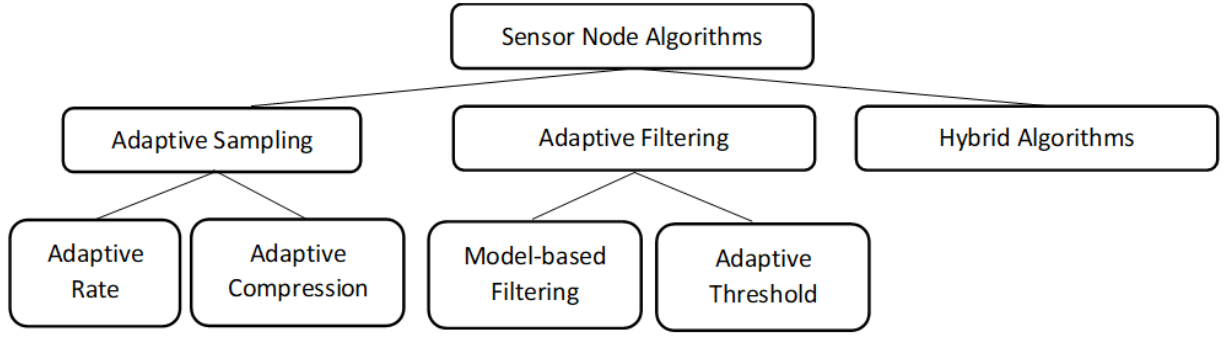 Sensor Node Algorithms
Adaptive Sampling
Adaptive Filtering
Hybrid Algorithms
Adaptive
Rate
Adaptive
Compression
Model-based
Filtering
Adaptive
Threshold